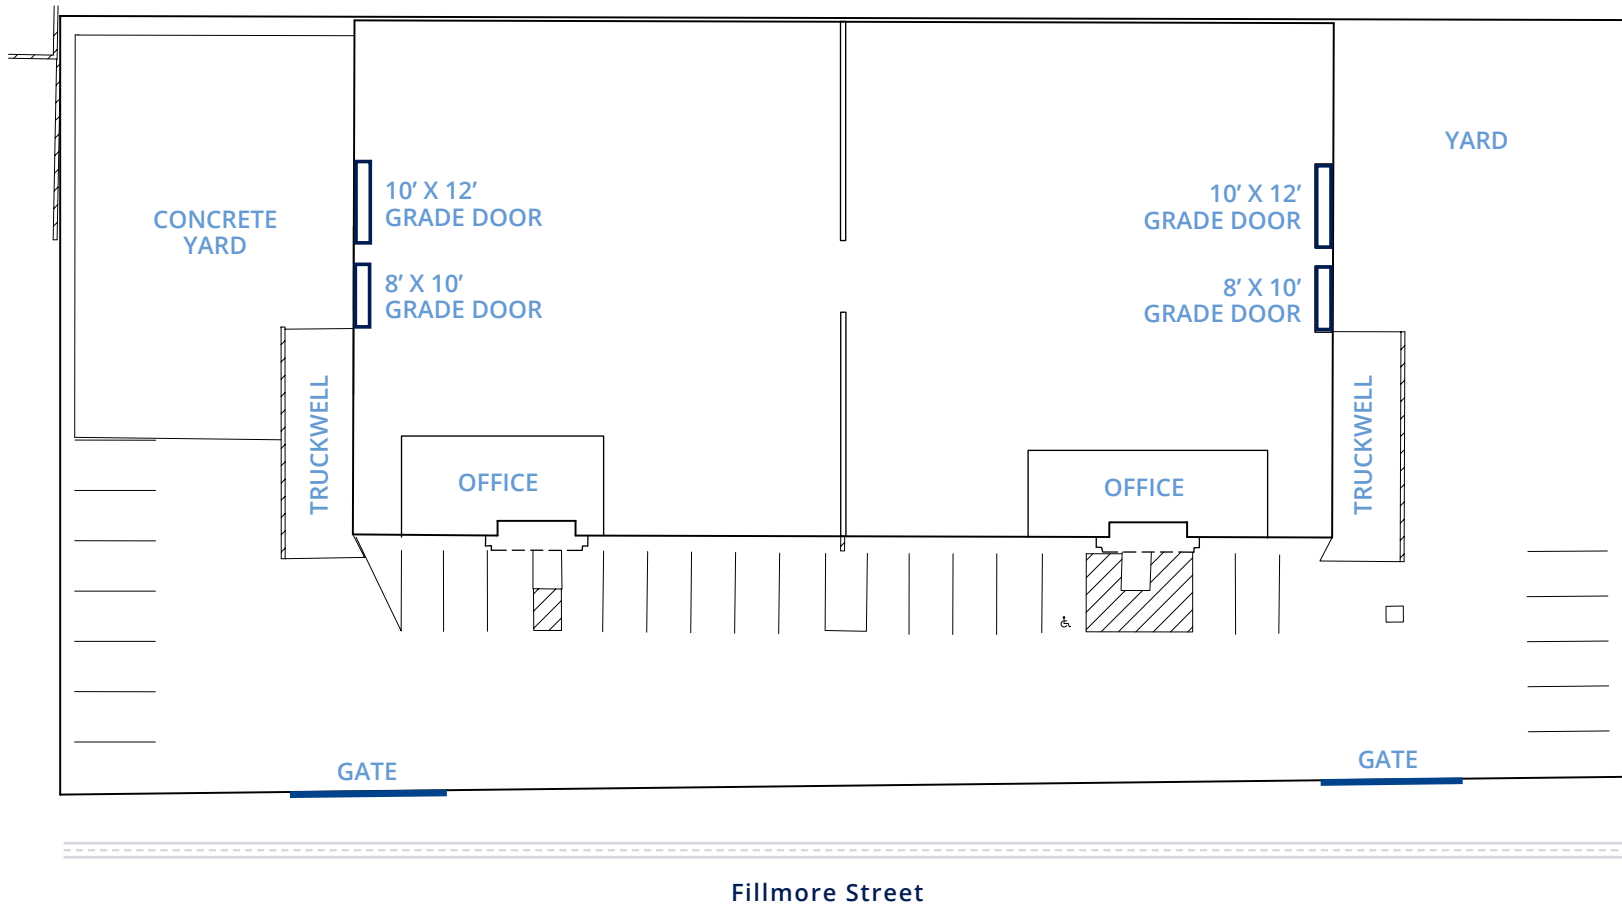 YARD
10’ X 12’
GRADE DOOR
10’ X 12’
GRADE DOOR
CONCRETE
YARD
8’ X 10’
GRADE DOOR
8’ X 10’
GRADE DOOR
TRUCKWELL
TRUCKWELL
OFFICE
OFFICE
GATE
GATE
Fillmore Street